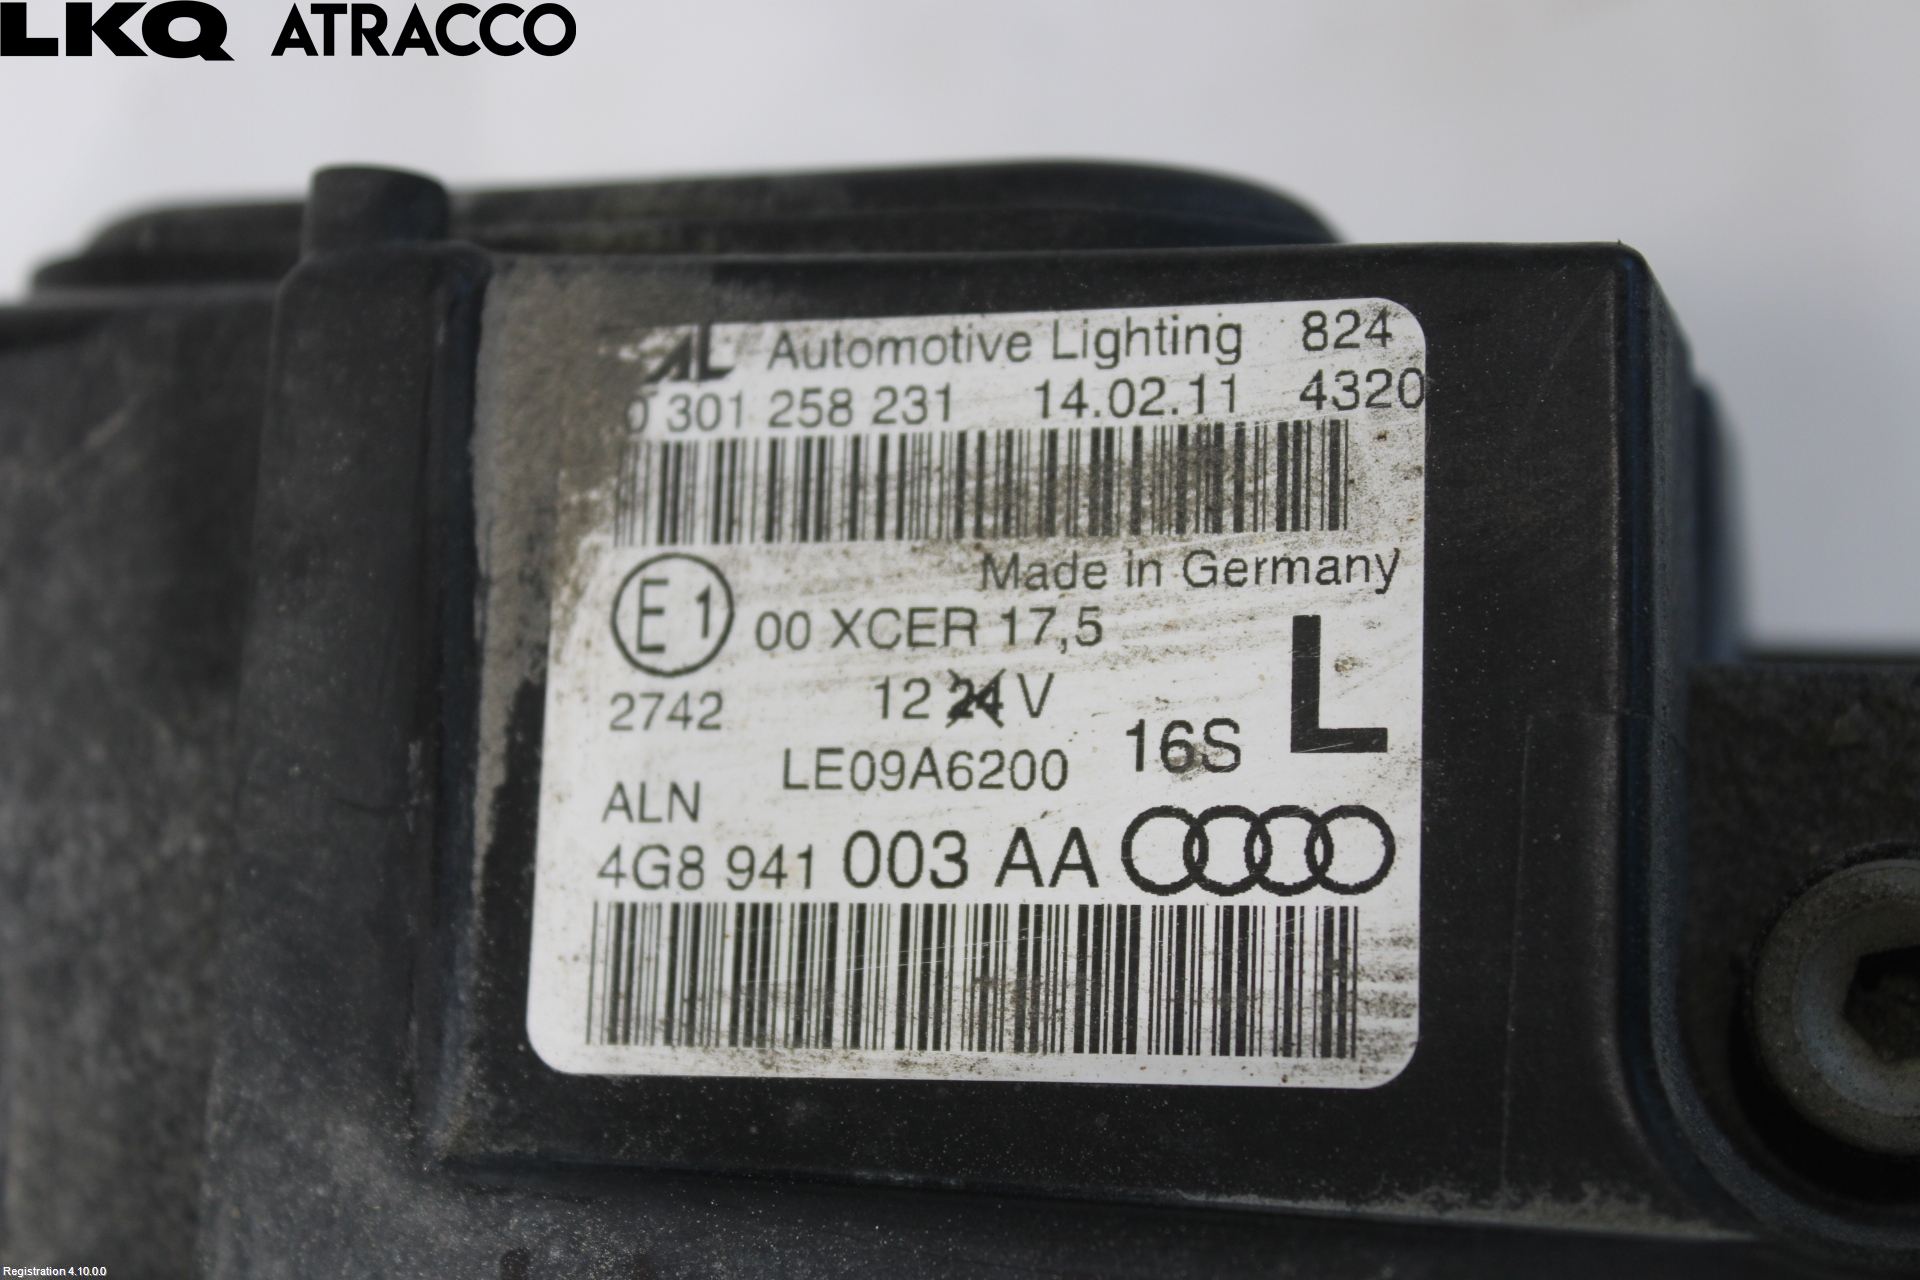 LKQ ATRACCO
AL Automotive Lighting 824
0 301 258 231 14.02.11 4320
Made in Germany
E1 00 XCER 17,5
L
2742 12 24 V
16S
LE09A6200
ALN
4G8 941 003 AA
Registration 4.10.0.0